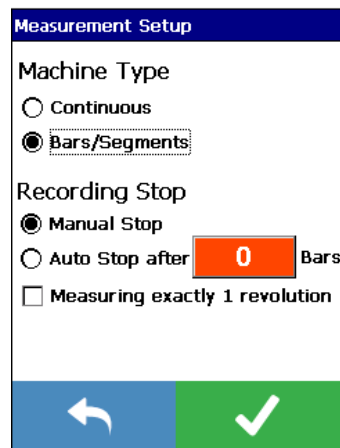 Measurement Setup
Machine Type
Continuous
Bars/Segments
Recording Stop
Manual Stop
Auto Stop after 0 Bars
Measuring exactly 1 revolution